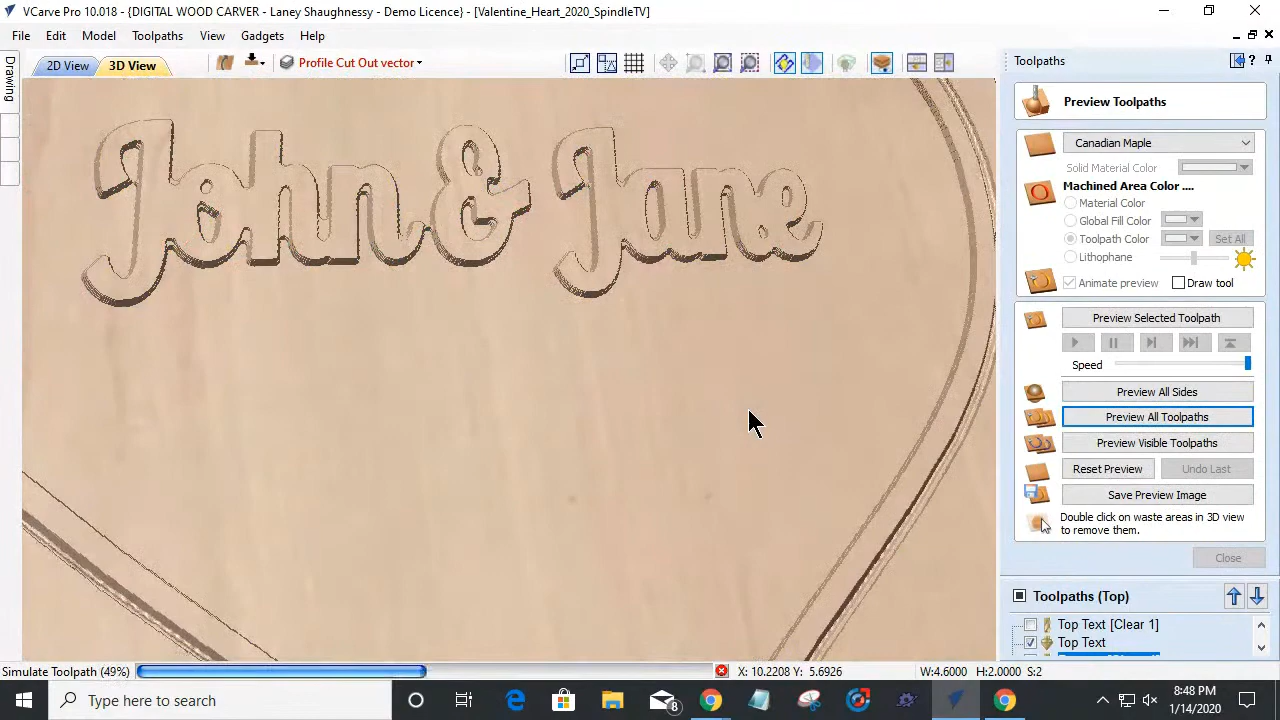 VCarve Pro 10.018 - {DIGITAL WOOD CARVER - Laney Shaughnessy - Demo Licence} - [Valentine_Heart_2020_SpindleTV]
File Edit Model Toolpaths View Gadgets Help
2D View 3D View Profile Cut Out vector
Drawing
John & Jane
Toolpaths
Preview Toolpaths
Canadian Maple
Solid Material Color
Machined Area Color ....
Material Color
Global Fill Color
Toolpath Color Set All
Lithophane
Animate preview Draw tool
Preview Selected Toolpath
Speed
Preview All Sides
Preview All Toolpaths
Preview Visible Toolpaths
Reset Preview Undo Last
Save Preview Image
Double click on waste areas in 3D view
to remove them.
Close
Toolpaths (Top)
Top Text [Clear 1]
Top Text
Simulate Toolpath (49%) X: 10.2208 Y: 5.6926 W:4.6000 H:2.0000 S:2
Type here to search
8
8:48 PM
1/14/2020